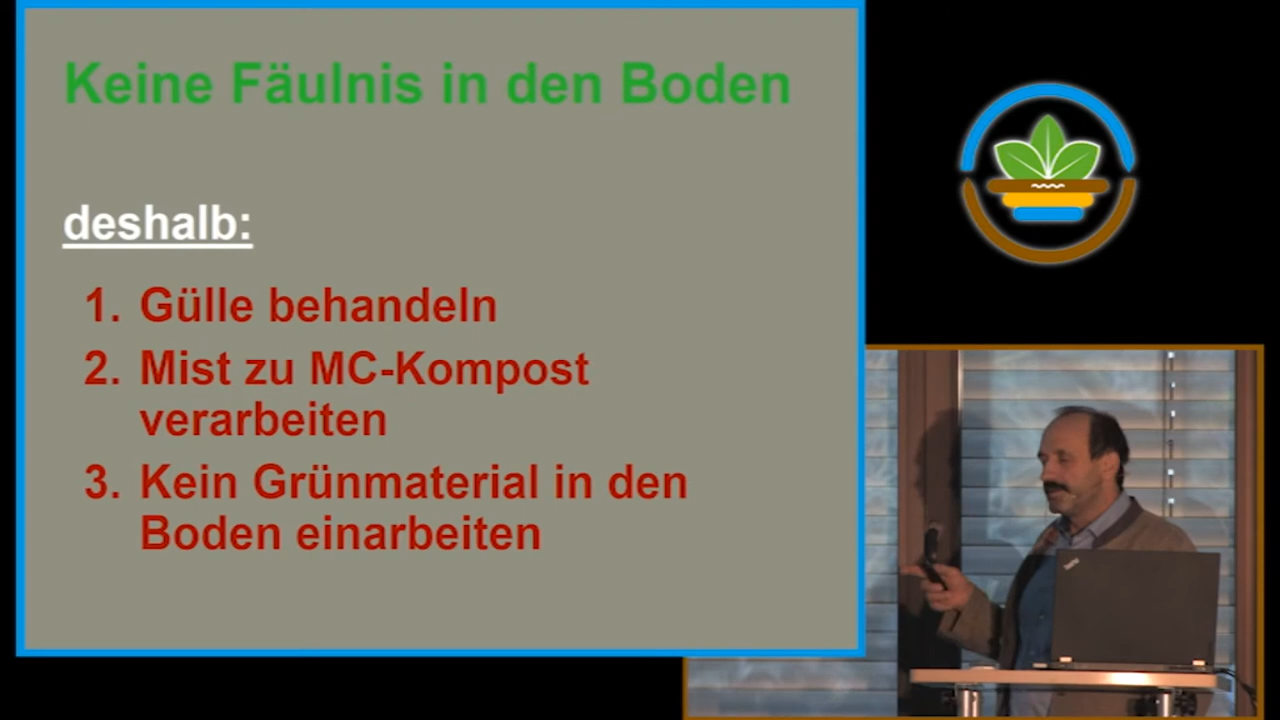 Keine Fäulnis in den Boden
deshalb:
1. Gülle behandeln
2. Mist zu MC-Kompost
verarbeiten
3. Kein Grünmaterial in den
Boden einarbeiten